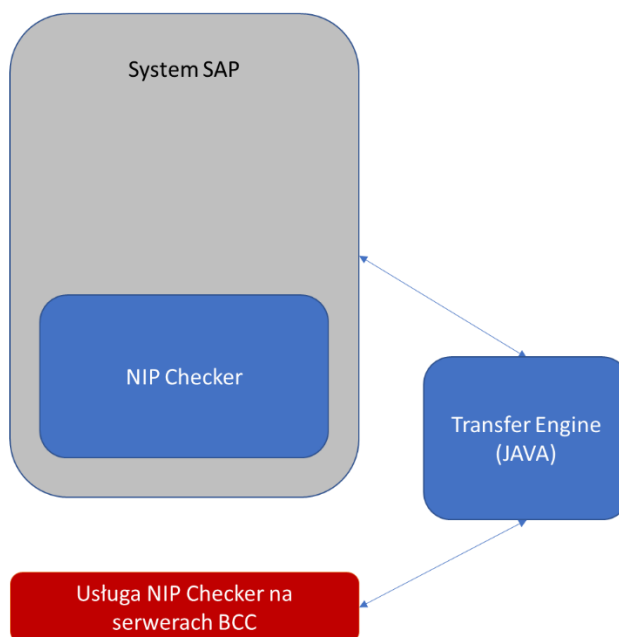 System SAP
NIP Checker
Transfer Engine
(JAVA)
Usługa NIP Checker na
serwerach BCC